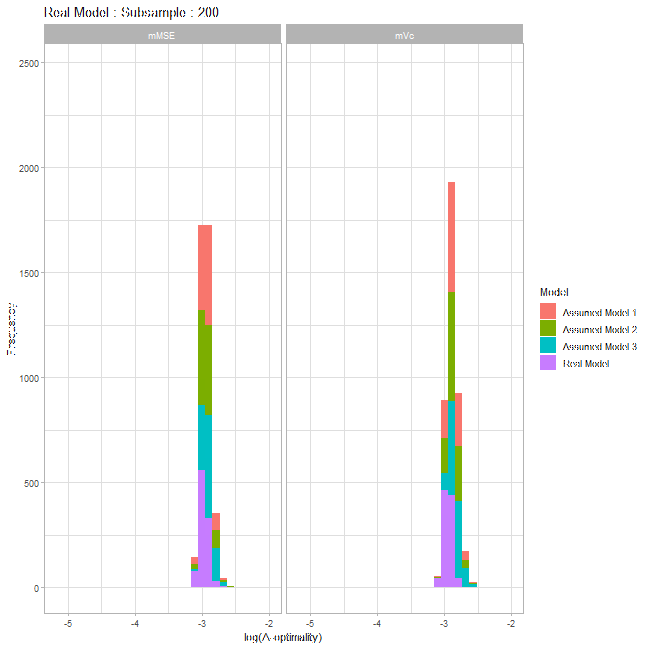 Real Model : Subsample : 200
mMSE
mVc
2500
2000
1500
1000
500
0
-5
-4
-3
-2
-5
-4
-3
-2
log(A-optimality)
Frequency
Model
Assumed Model 1
Assumed Model 2
Assumed Model 3
Real Model